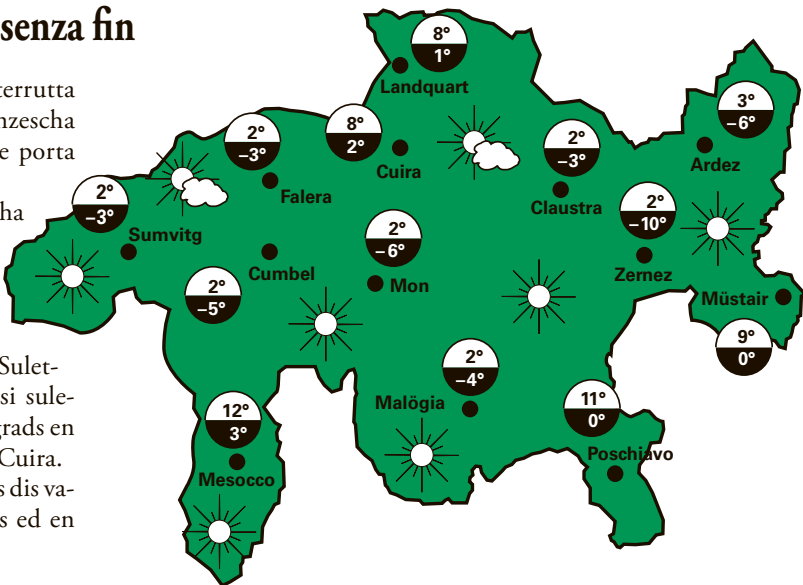 senza fin
terrutta
nzescha
e porta
ha
Sulet-
si sule-
grads en
Cuira.
s dis va-
s ed en
8°
1°
Landquart
2°
–3°
Falera
8°
2°
Cuira
2°
–3°
Claustra
3°
–6°
Ardez
2°
–3°
Sumvitg
2°
–5°
Cumbel
2°
–6°
Mon
2°
–10°
Zernez
Müstair
9°
0°
2°
–4°
Malögia
11°
0°
Poschiavo
12°
3°
Mesocco